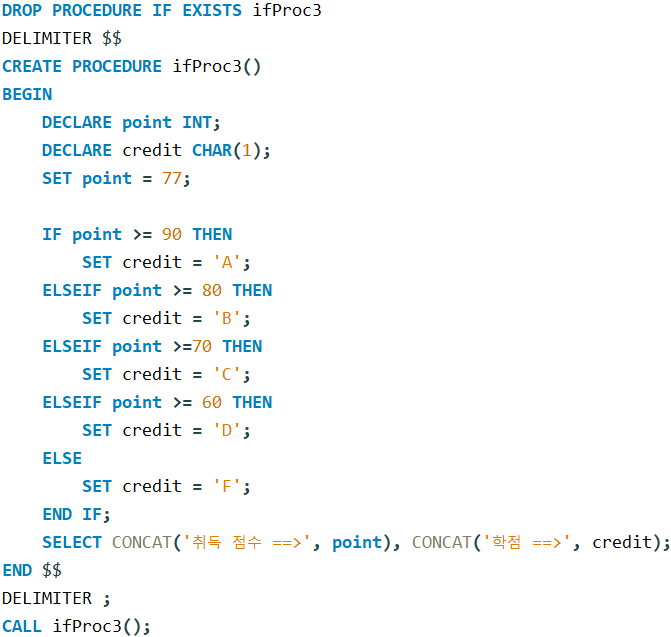 DROP PROCEDURE IF EXISTS ifProc3
DELIMITER $$
CREATE PROCEDURE ifProc3()
BEGIN
    DECLARE point INT;
    DECLARE credit CHAR(1);
    SET point = 77;

    IF point >= 90 THEN
        SET credit = 'A';
    ELSEIF point >= 80 THEN
        SET credit = 'B';
    ELSEIF point >=70 THEN
        SET credit = 'C';
    ELSEIF point >= 60 THEN
        SET credit = 'D';
    ELSE
        SET credit = 'F';
    END IF;
    SELECT CONCAT('취득 점수 ==>', point), CONCAT('학점 ==>', credit);
END $$
DELIMITER ;
CALL ifProc3();